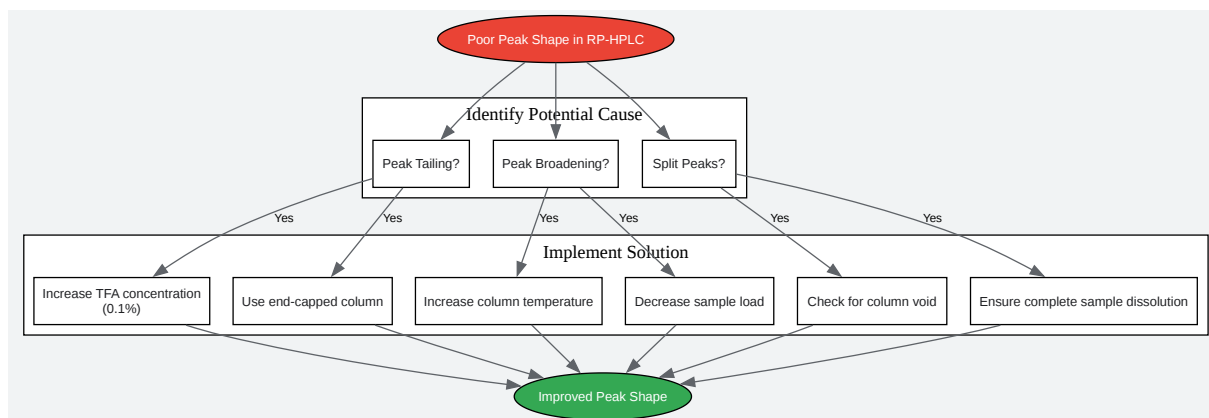 Poor Peak Shape in RP-HPLC
Identify Potential Cause
Peak Tailing?
Peak Broadening?
Split Peaks?
Yes
Yes
Yes
Yes
Yes
Yes
Implement Solution
Increase TFA concentration
(0.1%)
Use end-capped column
Increase column temperature
Decrease sample load
Check for column void
Ensure complete sample dissolution
Improved Peak Shape